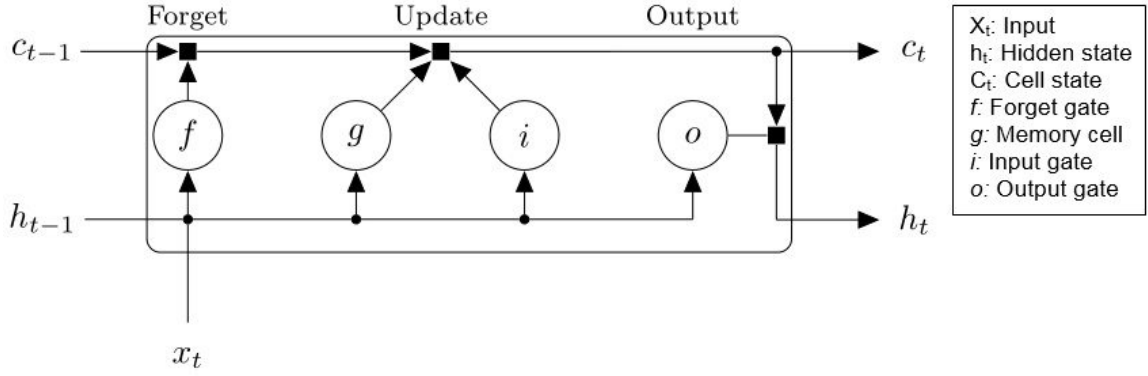 Forget Update Output
c_{t-1} c_t
f g i o
h_{t-1} h_t
x_t
X_t: Input
h_t: Hidden state
C_t: Cell state
f: Forget gate
g: Memory cell
i: Input gate
o: Output gate